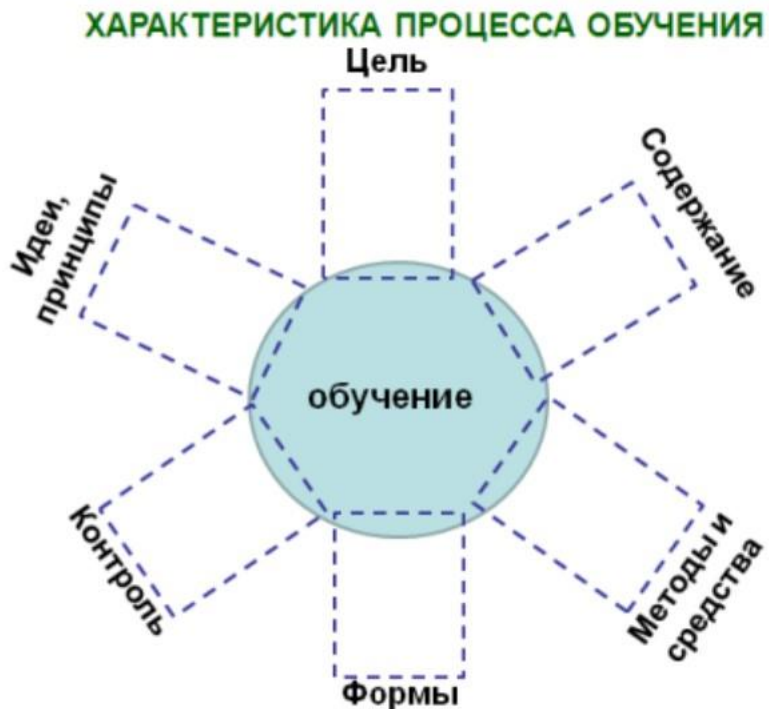 ХАРАКТЕРИСТИКА ПРОЦЕССА ОБУЧЕНИЯ
Цель
Содержание
Идеи,
принципы
обучение
Контроль
Методы и
средства
Формы